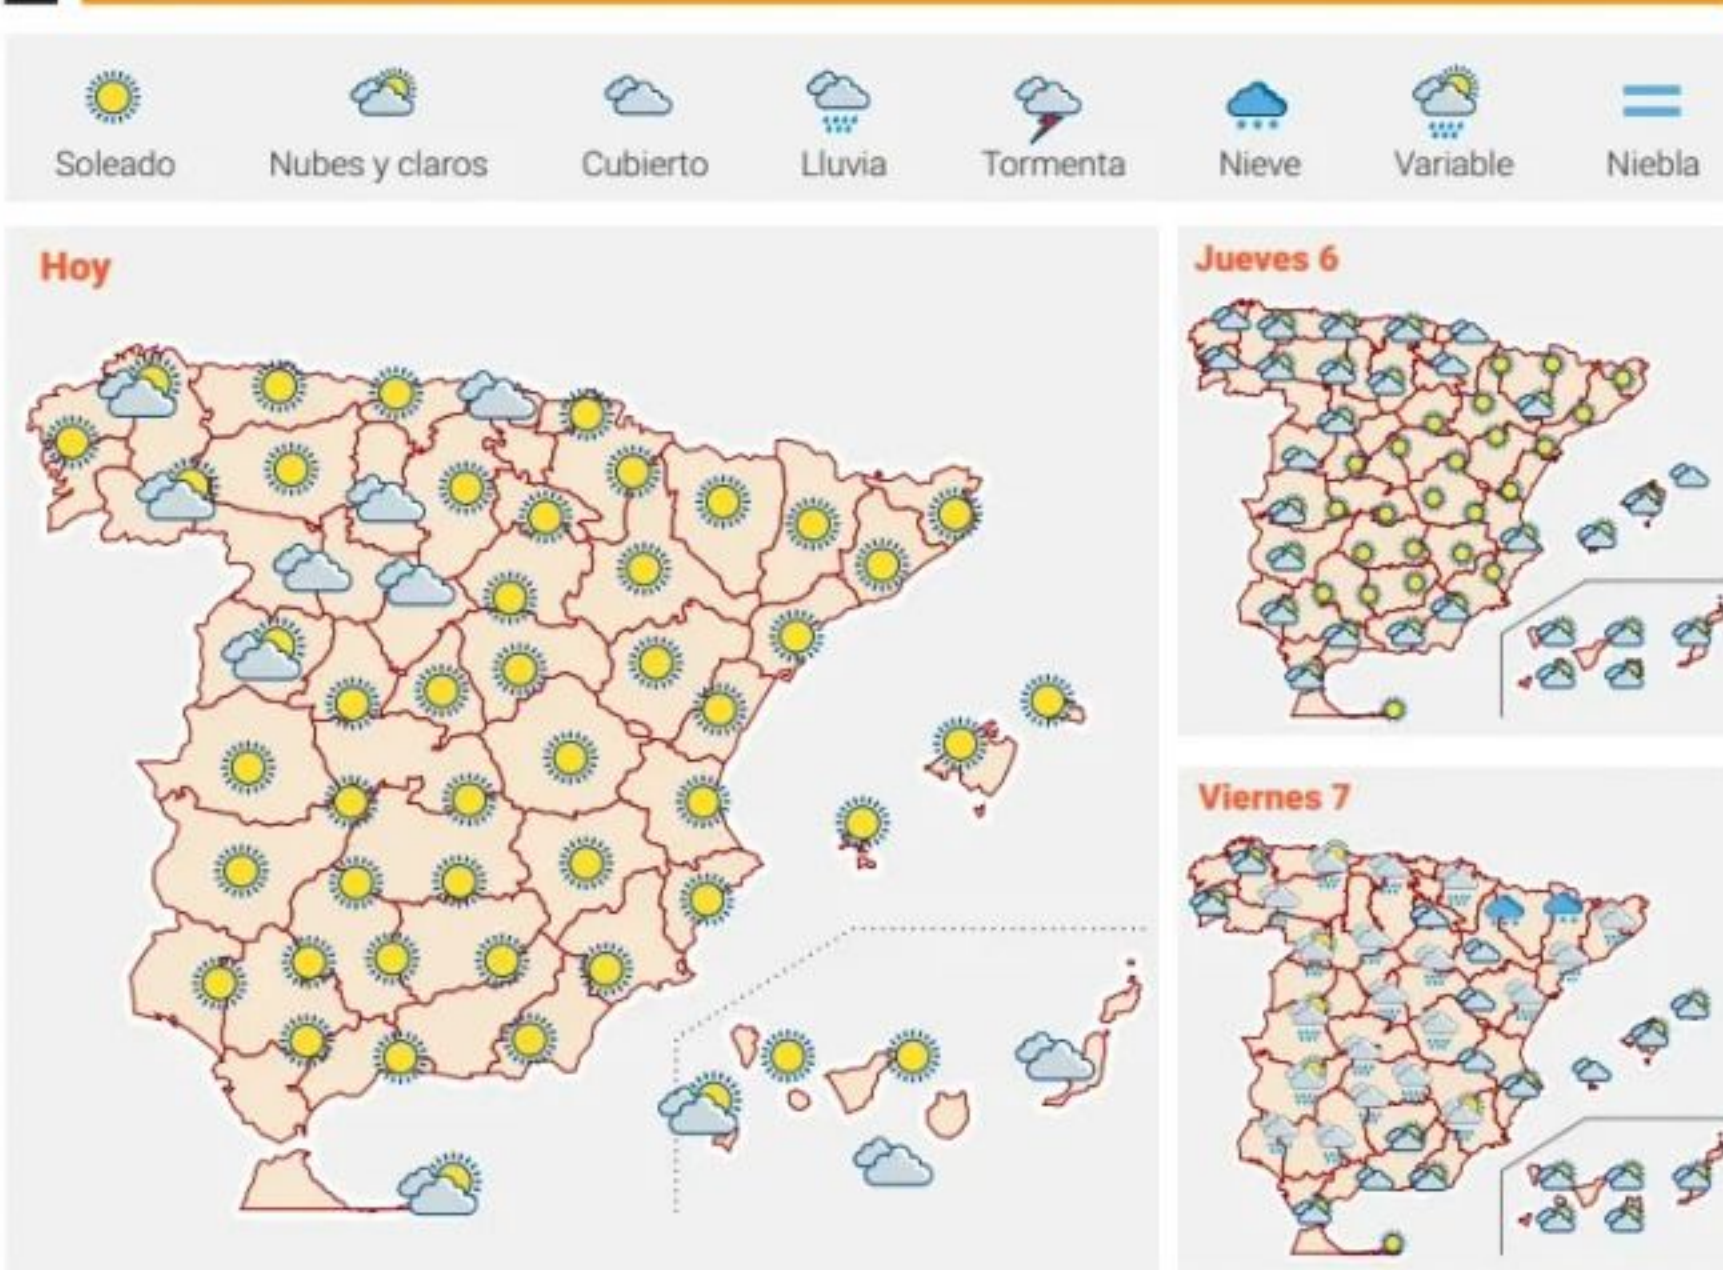 Soleado
Nubes y claros
Cubierto
Lluvia
Tormenta
Nieve
Variable
Niebla
Hoy
Jueves 6
Viernes 7